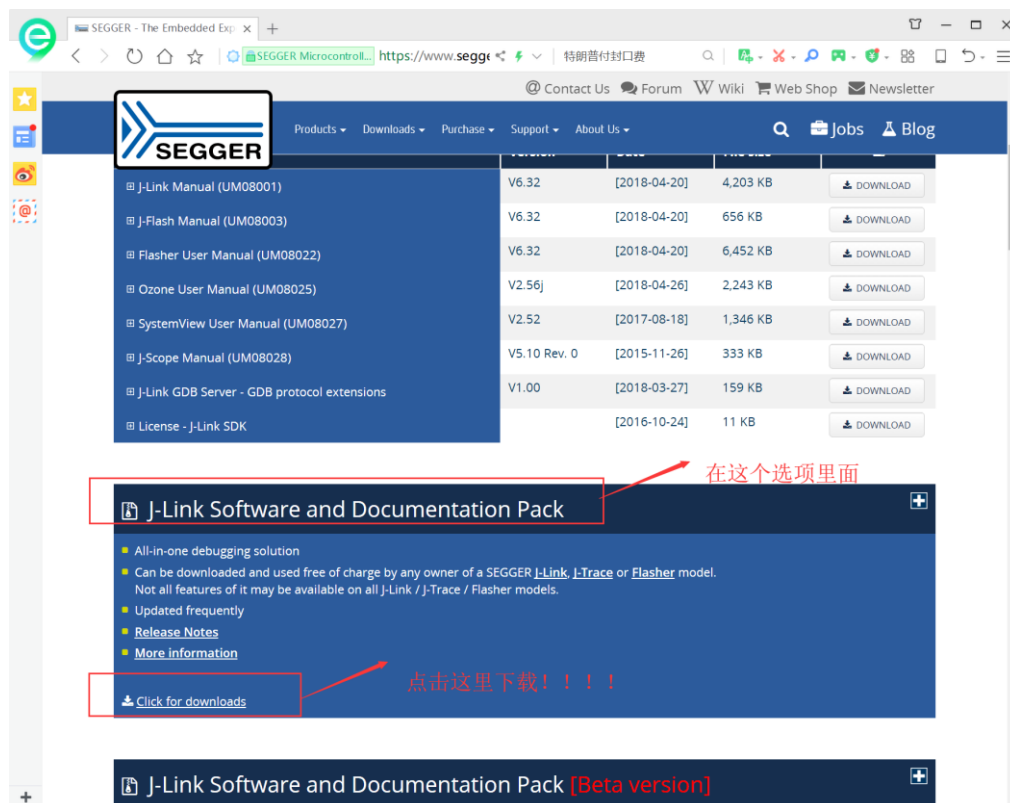 SEGGER - The Embedded Exp
SEGGER Microcontroll...
https://www.segge
特朗普付封口费
@ Contact Us
Forum
Wiki
Web Shop
Newsletter
SEGGER
Products
Downloads
Purchase
Support
About Us
Jobs
Blog
J-Link Manual (UM08001) V6.32 [2018-04-20] 4,203 KB DOWNLOAD
J-Flash Manual (UM08003) V6.32 [2018-04-20] 656 KB DOWNLOAD
Flasher User Manual (UM08022) V6.32 [2018-04-20] 6,452 KB DOWNLOAD
Ozone User Manual (UM08025) V2.56j [2018-04-26] 2,243 KB DOWNLOAD
SystemView User Manual (UM08027) V2.52 [2017-08-18] 1,346 KB DOWNLOAD
J-Scope Manual (UM08028) V5.10 Rev. 0 [2015-11-26] 333 KB DOWNLOAD
J-Link GDB Server - GDB protocol extensions V1.00 [2018-03-27] 159 KB DOWNLOAD
License - J-Link SDK [2016-10-24] 11 KB DOWNLOAD
在这个选项里面
J-Link Software and Documentation Pack
All-in-one debugging solution
Can be downloaded and used free of charge by any owner of a SEGGER J-Link, J-Trace or Flasher model.
Not all features of it may be available on all J-Link / J-Trace / Flasher models.
Updated frequently
Release Notes
More information
点击这里下载！！！！
Click for downloads
J-Link Software and Documentation Pack [Beta version]